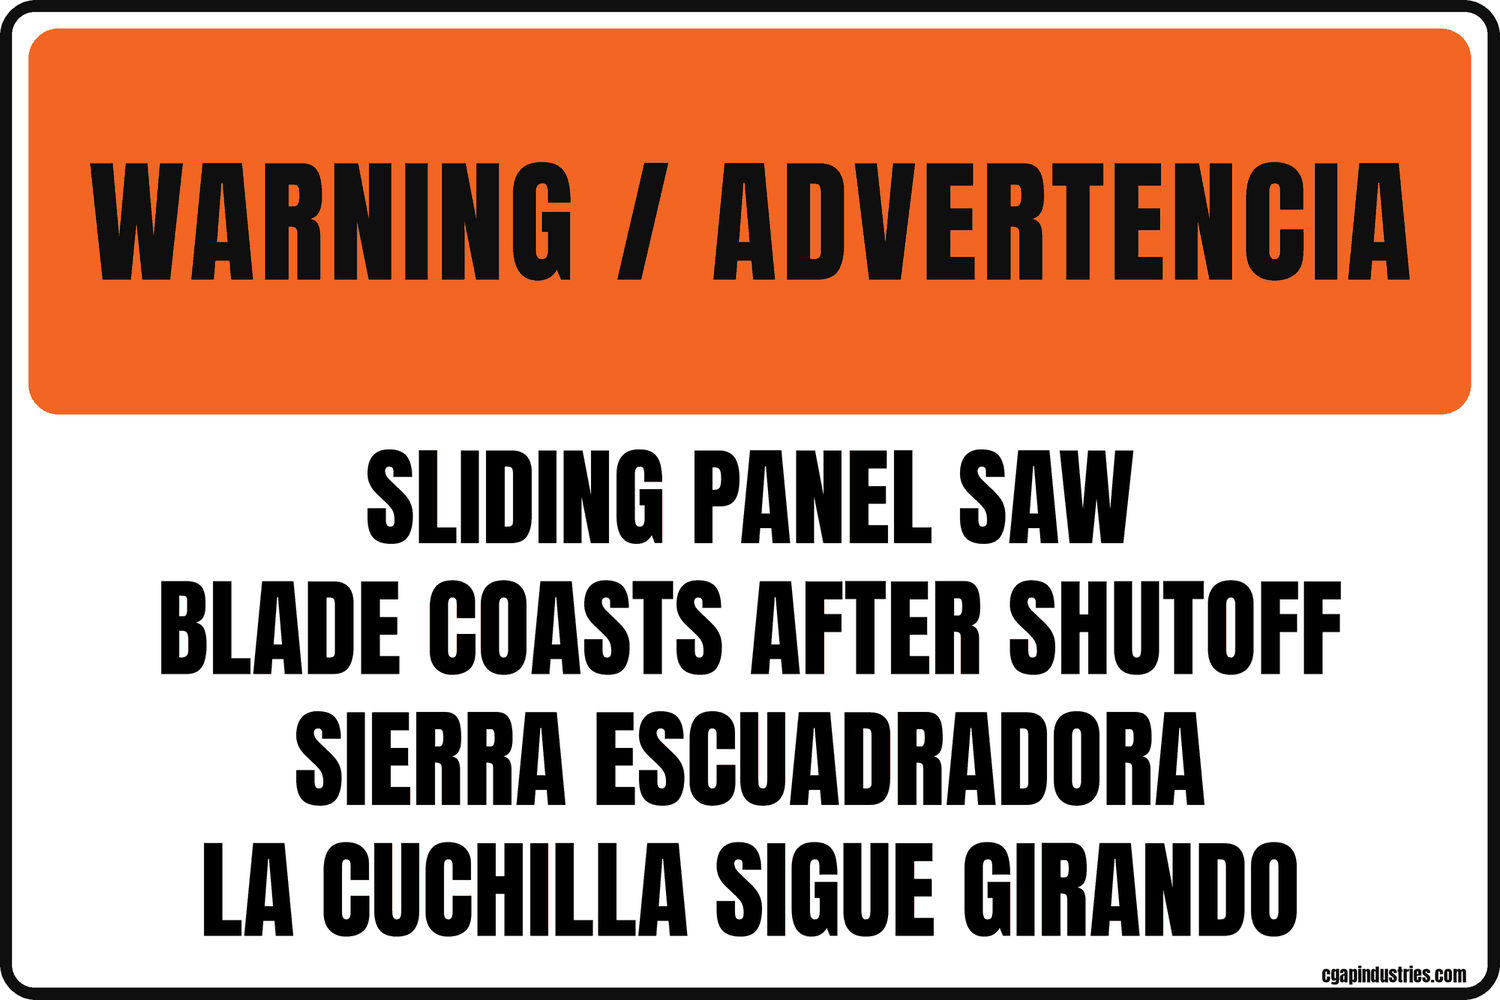 WARNING / ADVERTENCIA
SLIDING PANEL SAW
BLADE COASTS AFTER SHUTOFF
SIERRA ESCUADRADORA
LA CUCHILLA SIGUE GIRANDO
cgapindustries.com